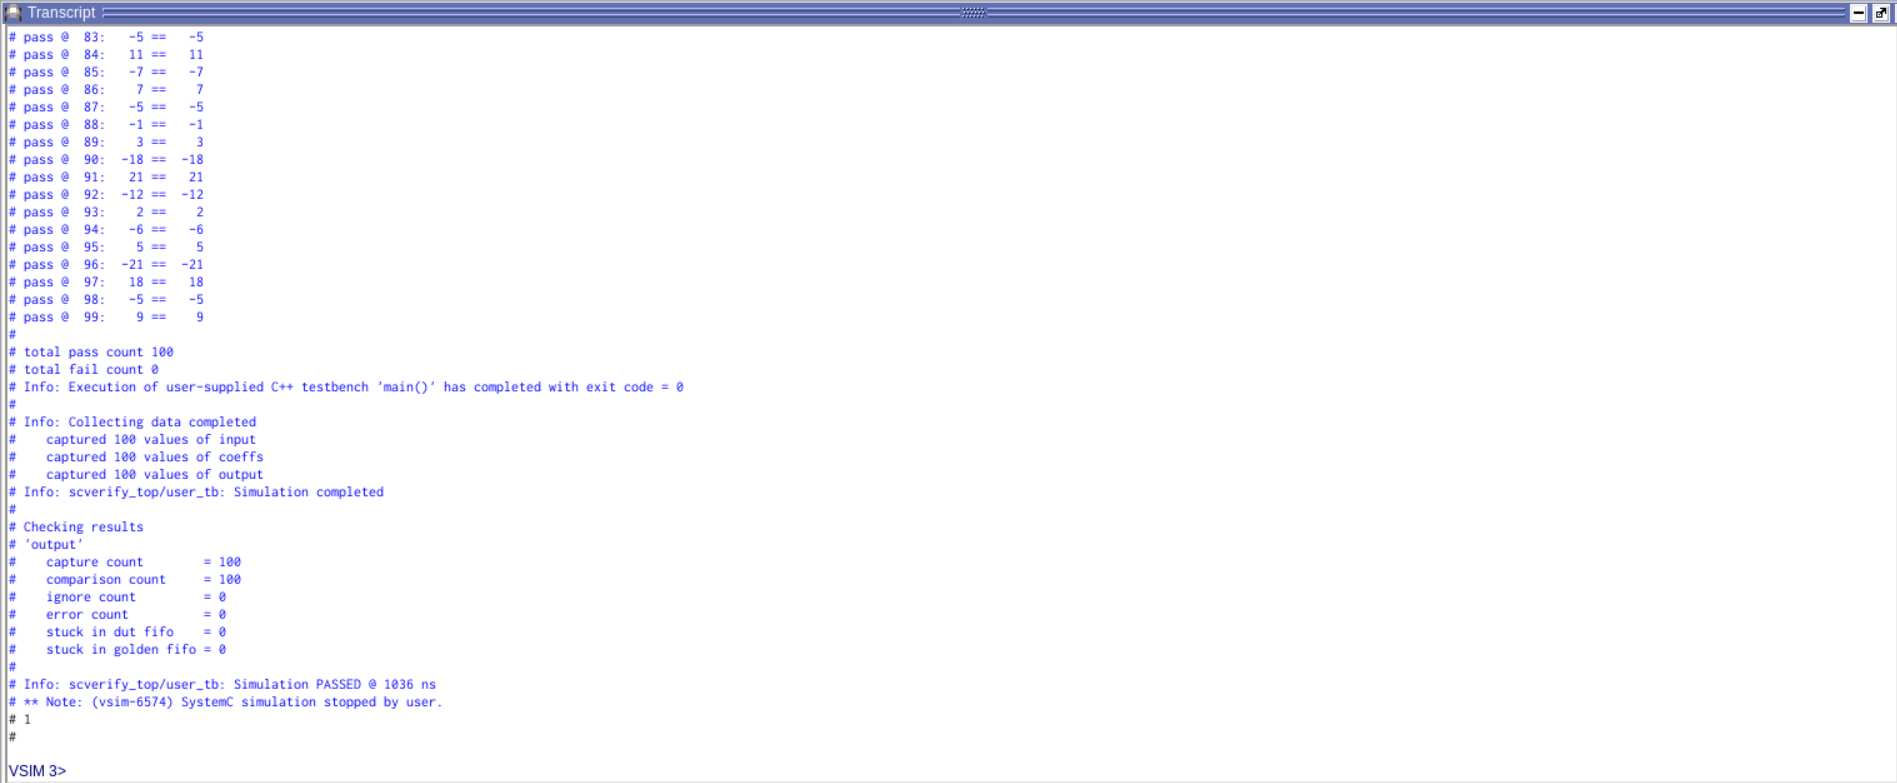 Transcript
# pass @  83:   -5 ==   -5
# pass @  84:   11 ==   11
# pass @  85:   -7 ==   -7
# pass @  86:    7 ==    7
# pass @  87:   -5 ==   -5
# pass @  88:   -1 ==   -1
# pass @  89:    3 ==    3
# pass @  90:  -18 ==  -18
# pass @  91:   21 ==   21
# pass @  92:  -12 ==  -12
# pass @  93:    2 ==    2
# pass @  94:   -6 ==   -6
# pass @  95:    5 ==    5
# pass @  96:  -21 ==  -21
# pass @  97:   18 ==   18
# pass @  98:   -5 ==   -5
# pass @  99:    9 ==    9
#
# total pass count 100
# total fail count 0
# Info: Execution of user-supplied C++ testbench 'main()' has completed with exit code = 0
#
# Info: Collecting data completed
#    captured 100 values of input
#    captured 100 values of coeffs
#    captured 100 values of output
# Info: scverify_top/user_tb: Simulation completed
#
# Checking results
# 'output'
#    capture count        = 100
#    comparison count     = 100
#    ignore count         = 0
#    error count          = 0
#    stuck in dut fifo    = 0
#    stuck in golden fifo = 0
#
# Info: scverify_top/user_tb: Simulation PASSED @ 1036 ns
# ** Note: (vsim-6574) SystemC simulation stopped by user.
# 1
#
VSIM 3>